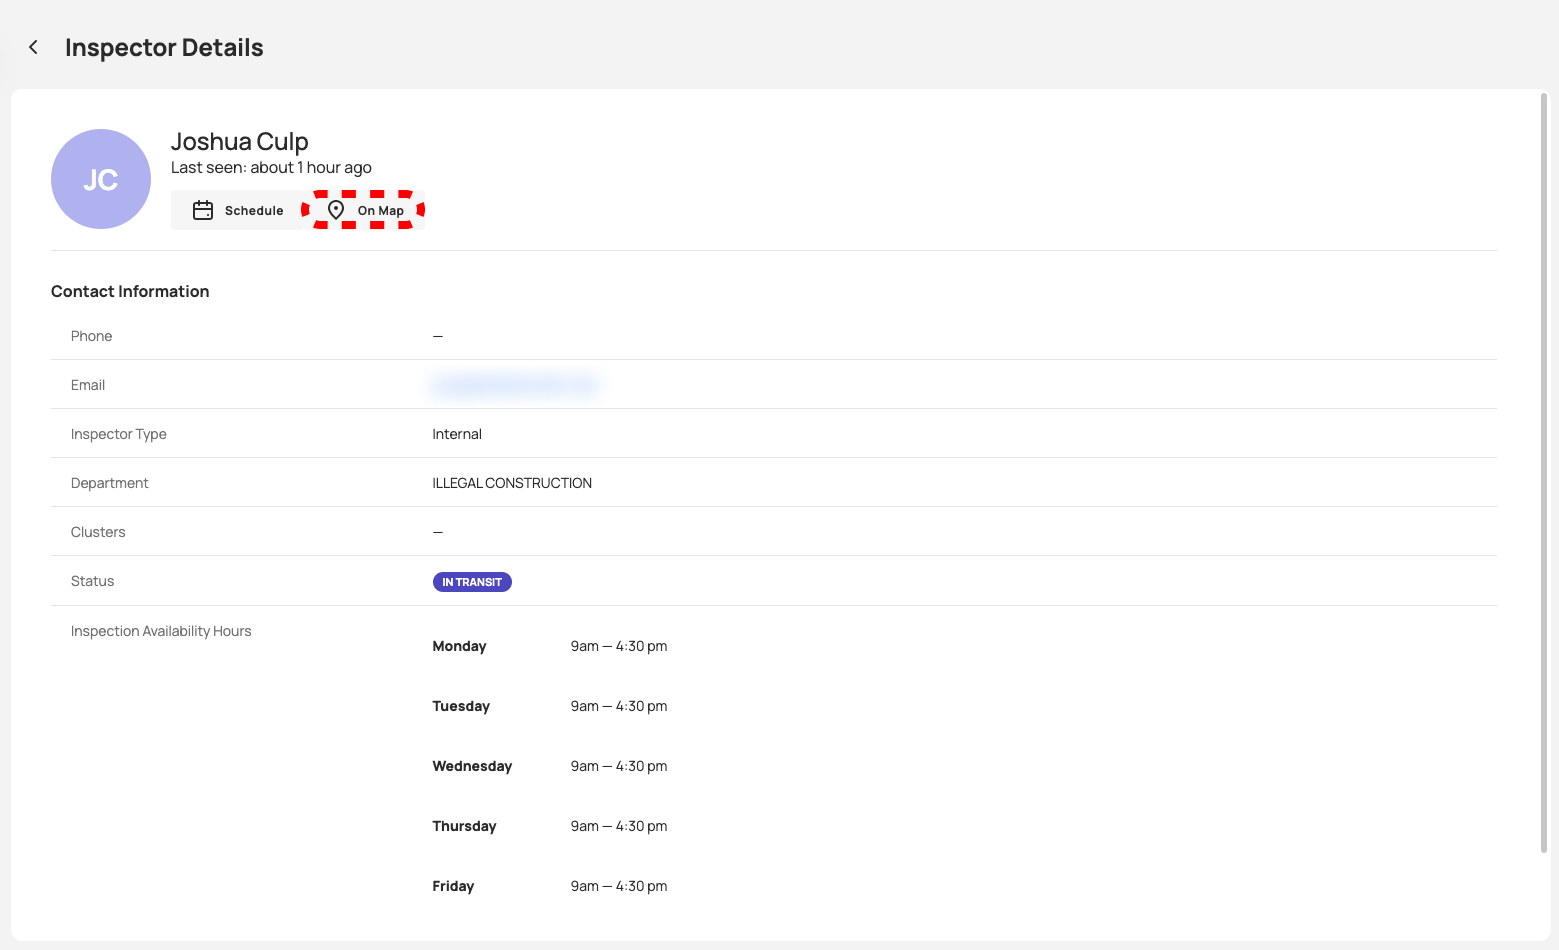 Inspector Details
JC
Joshua Culp
Last seen: about 1 hour ago
Schedule On Map
Contact Information
Phone —
Email
Inspector Type Internal
Department ILLEGAL CONSTRUCTION
Clusters —
Status IN TRANSIT
Inspection Availability Hours
Monday 9am — 4:30 pm
Tuesday 9am — 4:30 pm
Wednesday 9am — 4:30 pm
Thursday 9am — 4:30 pm
Friday 9am — 4:30 pm